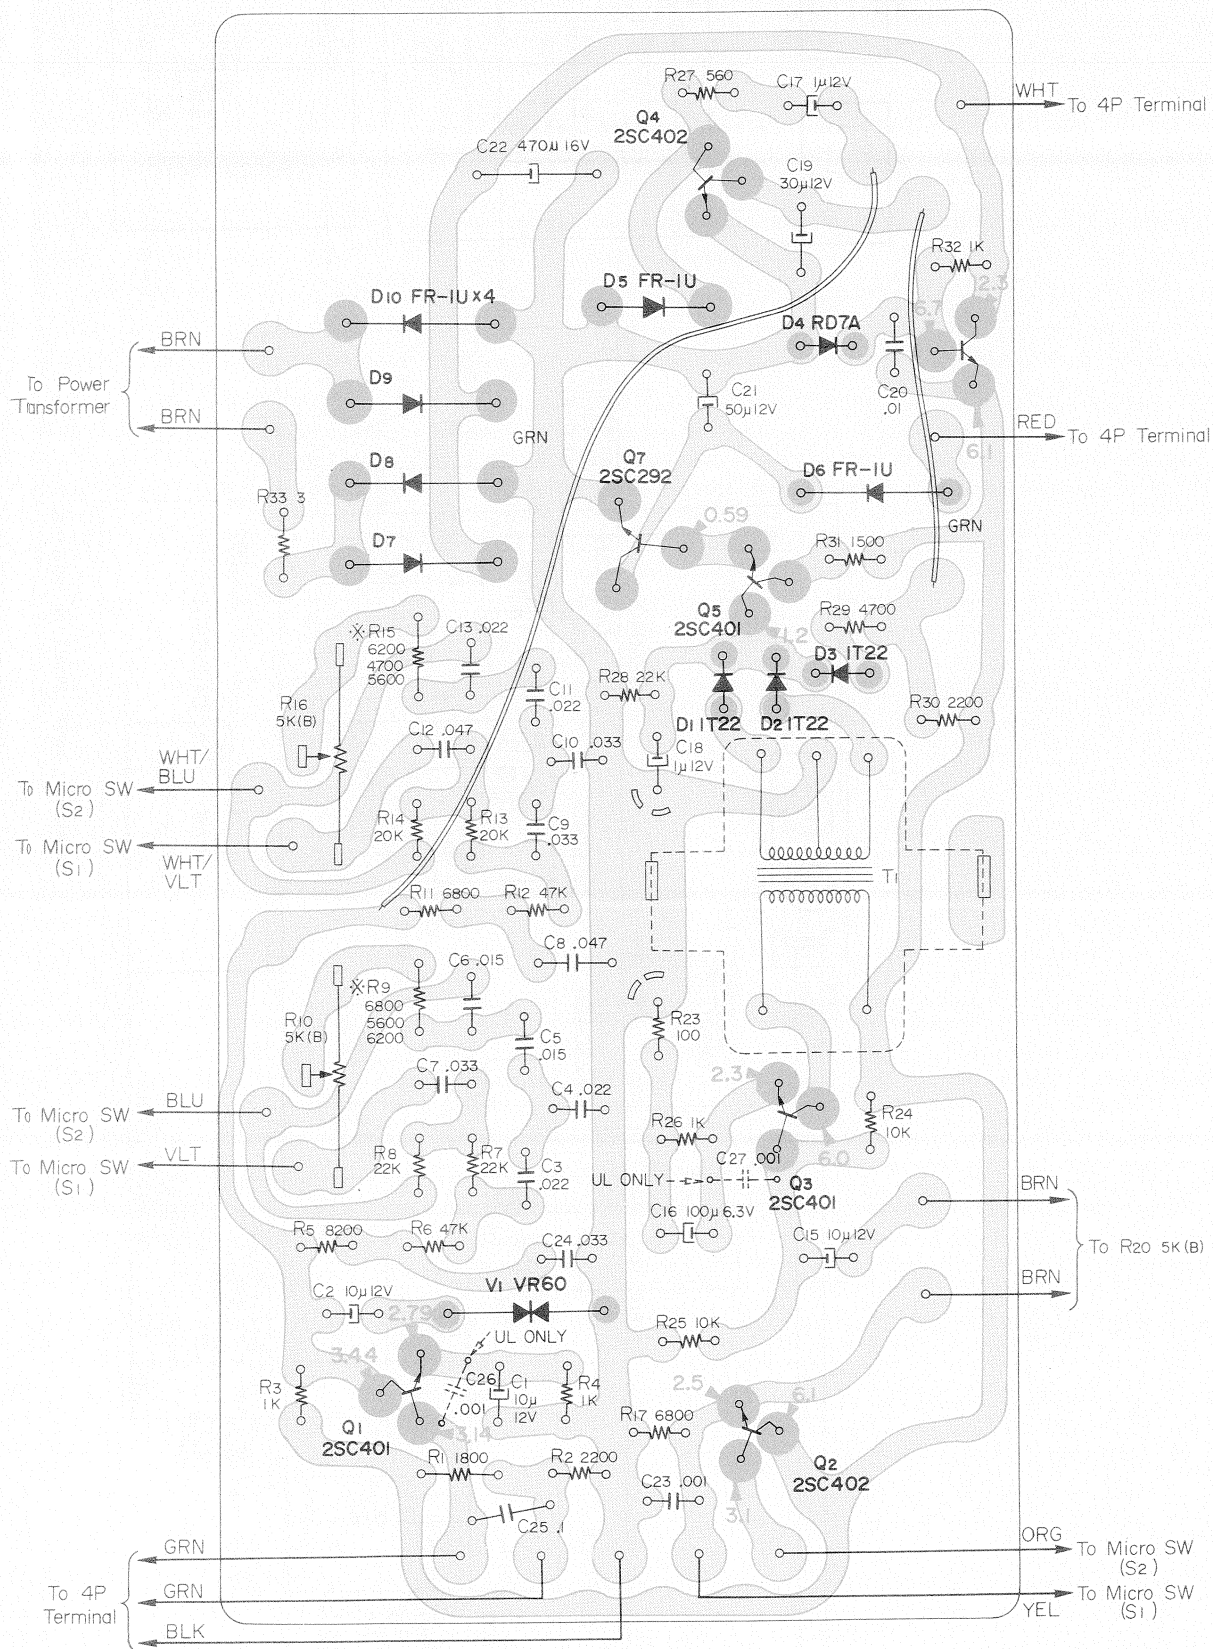 R27 560
C17 1µ12V
WHT
To 4P Terminal
Q4
2SC402
C22 470µ16V
C19
30µ12V
R32 1K
2.3
D5 FR-1U
D10 FR-1U×4
6.7
D4 RD7A
BRN
To Power
Transformer
D9
C21
50µ12V
C20
.01
BRN
GRN
RED
To 4P Terminal
6.1
Q7
2SC292
D8
D6 FR-1U
R33 3
0.59
GRN
D7
R31 1500
Q5
2SC401
R29 4700
1.2
※R15
6200
4700
5600
C13 .022
D3 1T22
C11
.022
R28 22K
R16
5K(B)
D1 1T22
D2 1T22
R30 2200
C12 .047
C10 .033
C18
1µ12V
WHT/
BLU
To Micro SW
(S2)
R14
20K
R13
20K
C9
.033
To Micro SW
(S1)
WHT/
VLT
T1
R11 6800
R12 47K
C8 .047
C6 .015
※R9
6800
5600
6200
R10
5K(B)
C5
.015
R23
100
C7 .033
2.3
C4 .022
BLU
To Micro SW
(S2)
R26 1K
R24
10K
6.0
VLT
To Micro SW
(S1)
R8
22K
R7
22K
C3
.022
C27 .001
UL ONLY
Q3
2SC401
BRN
C16 100µ6.3V
R5 8200
R6 47K
C24 .033
C15 10µ12V
To R20 5K(B)
V1 VR60
C2 10µ12V
BRN
2.79
UL ONLY
R25 10K
3.44
R3
1K
C26
.001
C1
10µ
12V
R4
1K
2.5
6.1
R17 6800
Q1
2SC401
3.14
R1 1800
R2 2200
Q2
2SC402
C23 .001
3.1
C25 .1
ORG
GRN
To Micro SW
(S2)
To 4P
Terminal
GRN
To Micro SW
(S1)
YEL
BLK